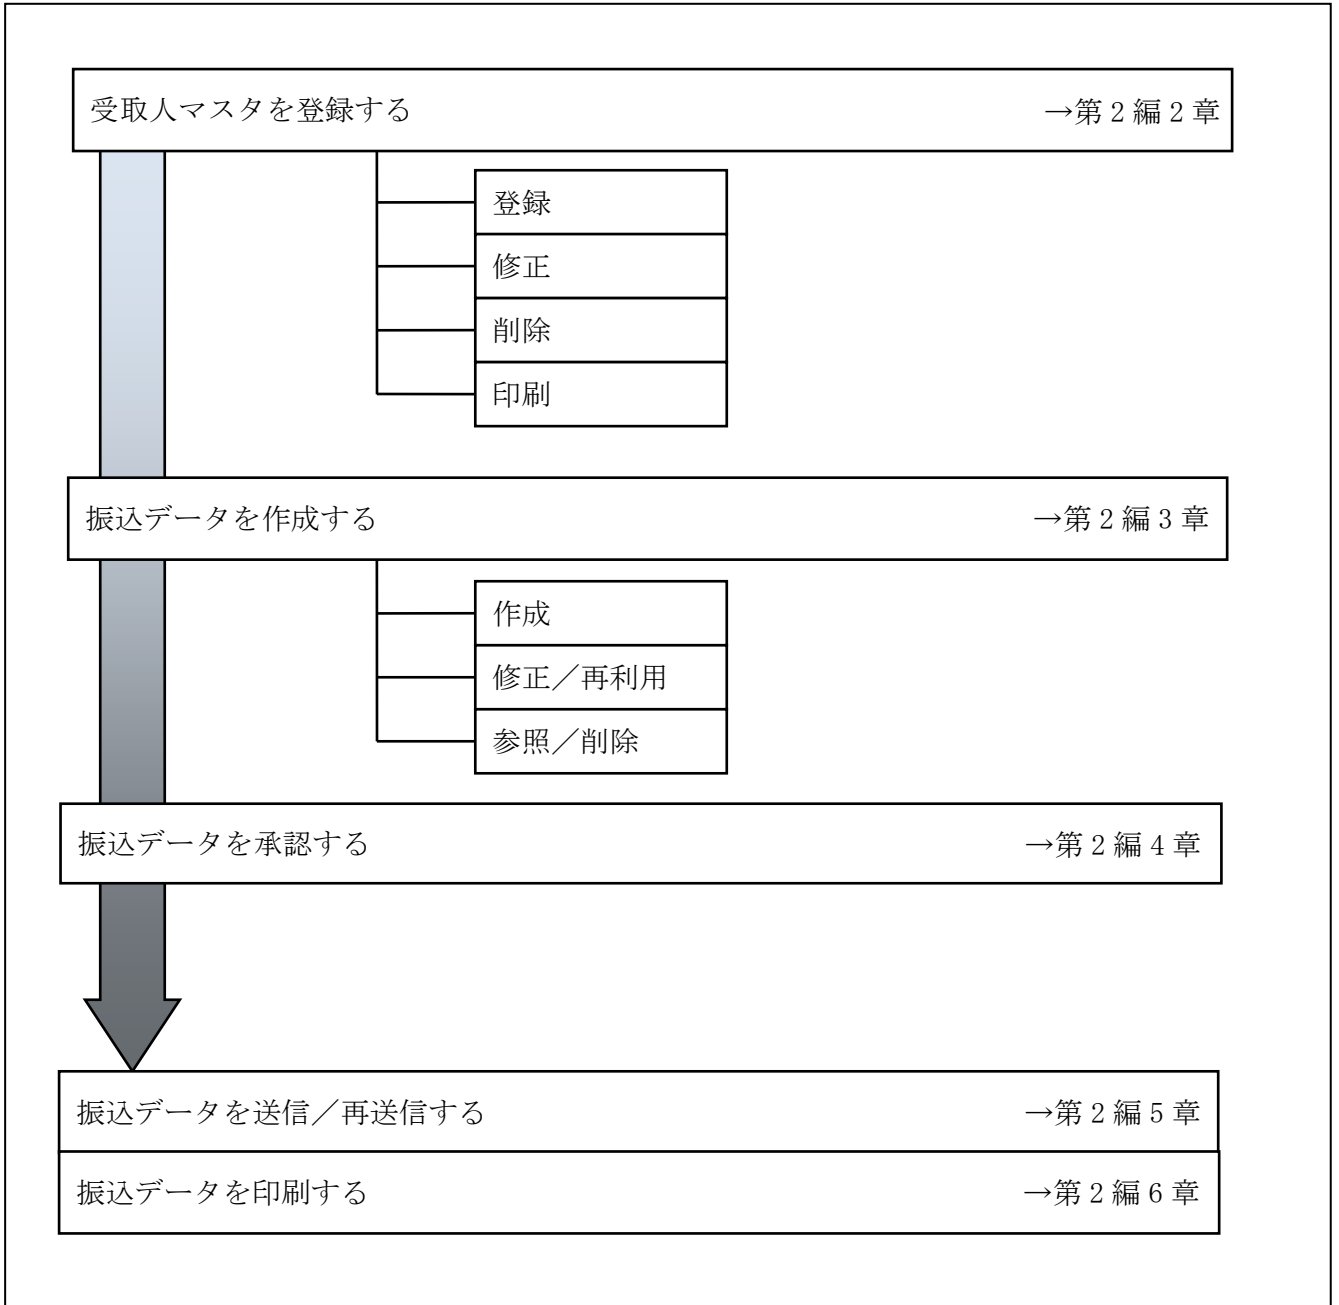 受取人マスタを登録する →第2編2章
登録
修正
削除
印刷
振込データを作成する →第2編3章
作成
修正／再利用
参照／削除
振込データを承認する →第2編4章
振込データを送信／再送信する →第2編5章
振込データを印刷する →第2編6章